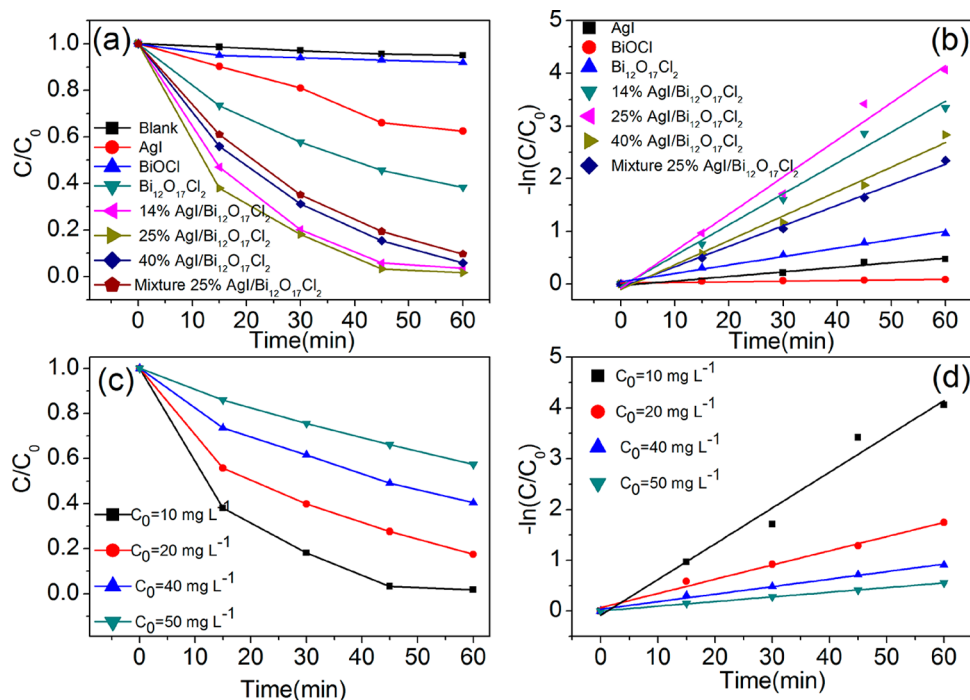 (a)
C/C₀
1.0
0.8
0.6
0.4
0.2
0.0
Blank
AgI
BiOCl
Bi₁₂O₁₇Cl₂
14% AgI/Bi₁₂O₁₇Cl₂
25% AgI/Bi₁₂O₁₇Cl₂
40% AgI/Bi₁₂O₁₇Cl₂
Mixture 25% AgI/Bi₁₂O₁₇Cl₂
0 10 20 30 40 50 60
Time(min)
(b)
-ln(C/C₀)
5
4
3
2
1
0
AgI
BiOCl
Bi₁₂O₁₇Cl₂
14% AgI/Bi₁₂O₁₇Cl₂
25% AgI/Bi₁₂O₁₇Cl₂
40% AgI/Bi₁₂O₁₇Cl₂
Mixture 25% AgI/Bi₁₂O₁₇Cl₂
0 10 20 30 40 50 60
Time(min)
(c)
C/C₀
1.0
0.8
0.6
0.4
0.2
0.0
C₀=10 mg L⁻¹
C₀=20 mg L⁻¹
C₀=40 mg L⁻¹
C₀=50 mg L⁻¹
0 10 20 30 40 50 60
Time(min)
(d)
-ln(C/C₀)
5
4
3
2
1
0
C₀=10 mg L⁻¹
C₀=20 mg L⁻¹
C₀=40 mg L⁻¹
C₀=50 mg L⁻¹
0 10 20 30 40 50 60
Time(min)